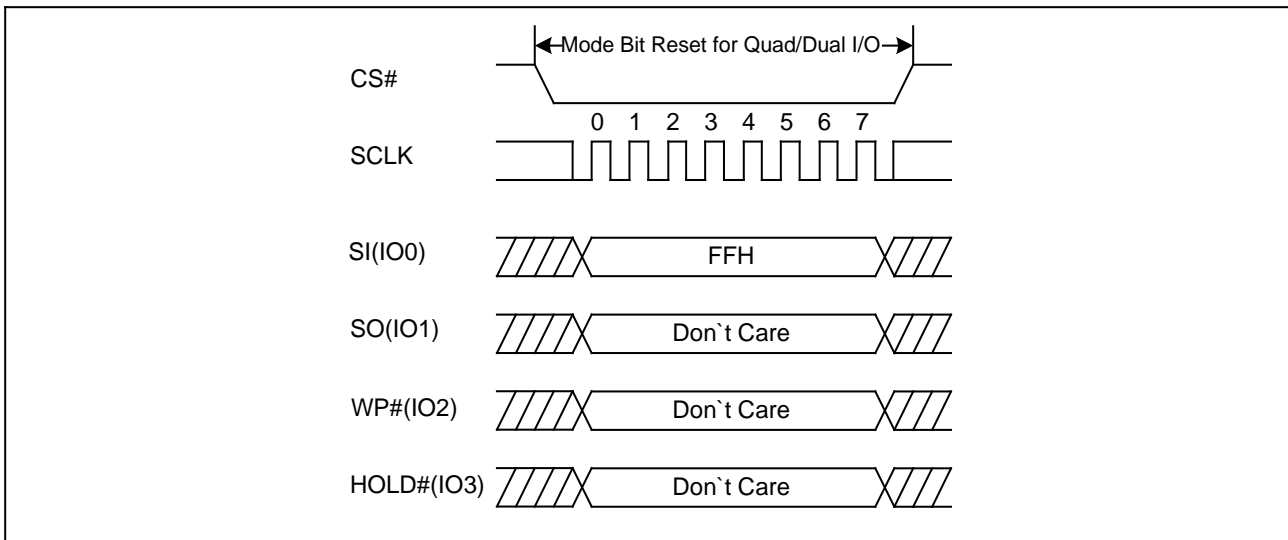 Mode Bit Reset for Quad/Dual I/O
CS#
0 1 2 3 4 5 6 7
SCLK
SI(IO0) FFH
SO(IO1) Don`t Care
WP#(IO2) Don`t Care
HOLD#(IO3) Don`t Care